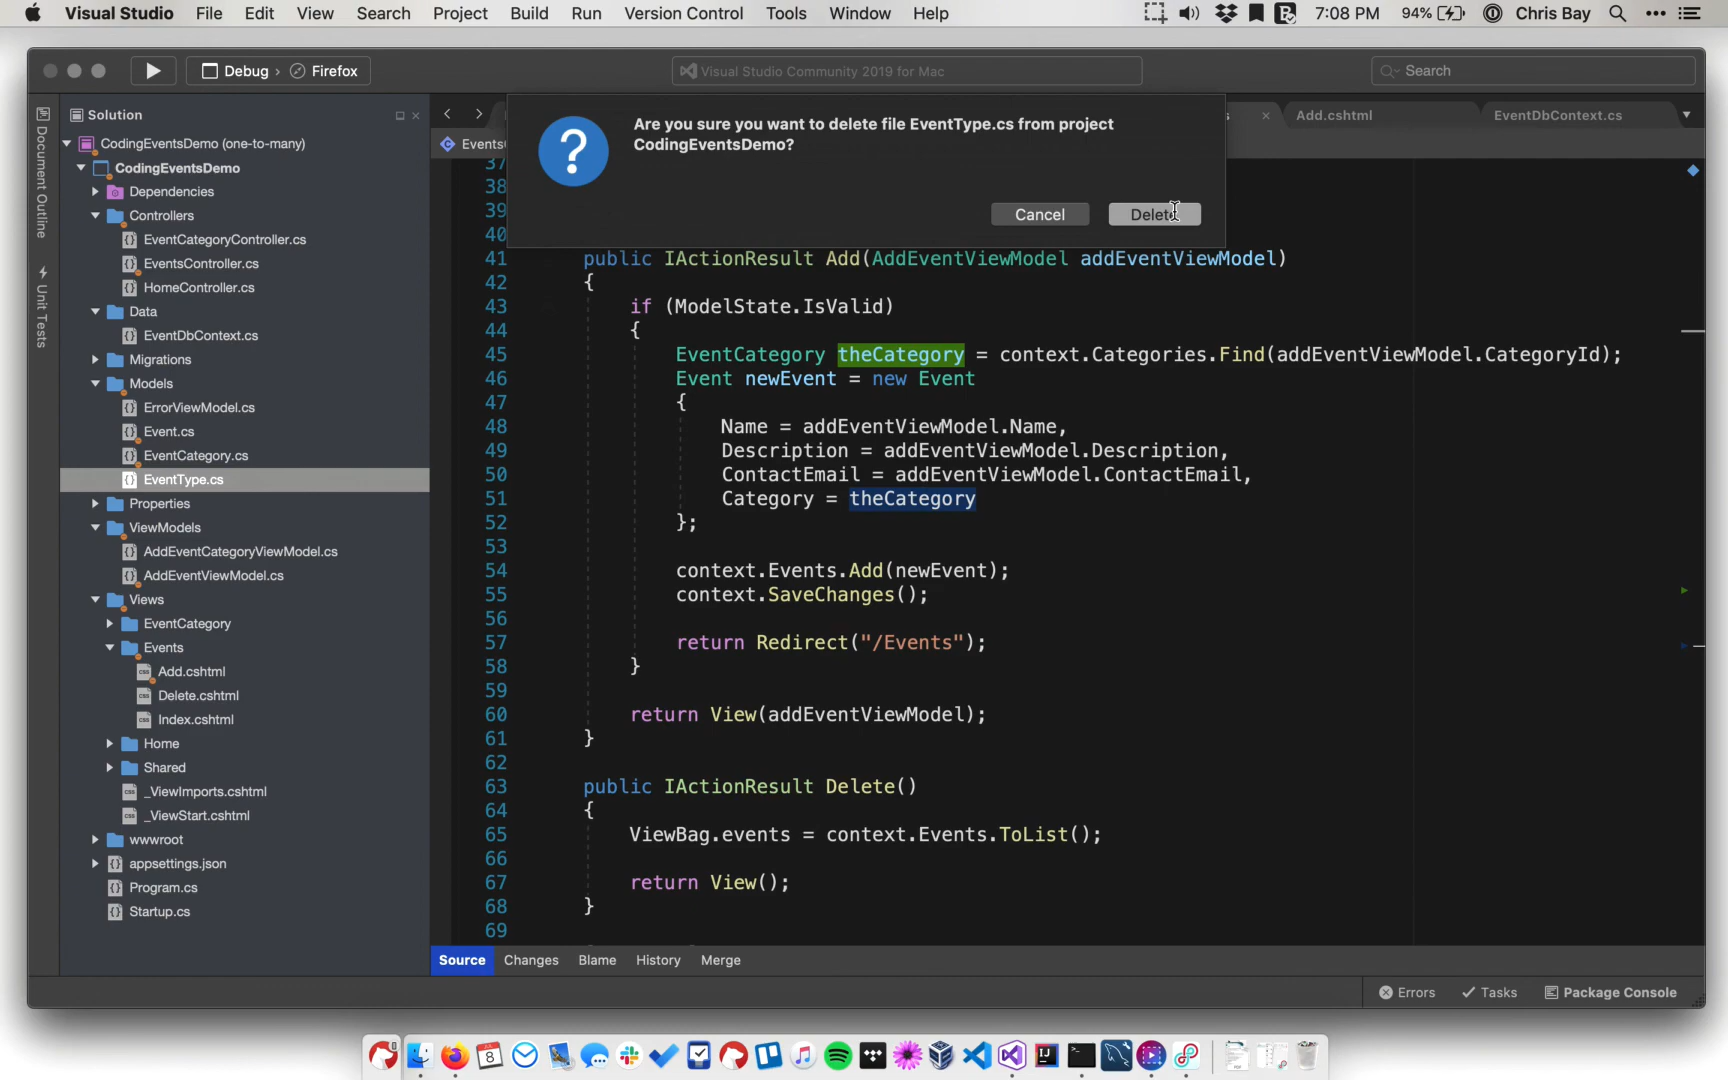 Visual Studio File Edit View Search Project Build Run Version Control Tools Window Help 7:08 PM 94% Chris Bay
Debug › Firefox
Visual Studio Community 2019 for Mac
Search
Document Outline
Unit Tests
Solution
CodingEventsDemo (one-to-many)
CodingEventsDemo
Dependencies
Controllers
EventCategoryController.cs
EventsController.cs
HomeController.cs
Data
EventDbContext.cs
Migrations
Models
ErrorViewModel.cs
Event.cs
EventCategory.cs
EventType.cs
Properties
ViewModels
AddEventCategoryViewModel.cs
AddEventViewModel.cs
Views
EventCategory
Events
Add.cshtml
Delete.cshtml
Index.cshtml
Home
Shared
_ViewImports.cshtml
_ViewStart.cshtml
wwwroot
appsettings.json
Program.cs
Startup.cs
Add.cshtml
EventDbContext.cs
Are you sure you want to delete file EventType.cs from project
CodingEventsDemo?
Cancel Delete
37
38
39
40
41 public IActionResult Add(AddEventViewModel addEventViewModel)
42 {
43 if (ModelState.IsValid)
44 {
45 EventCategory theCategory = context.Categories.Find(addEventViewModel.CategoryId);
46 Event newEvent = new Event
47 {
48 Name = addEventViewModel.Name,
49 Description = addEventViewModel.Description,
50 ContactEmail = addEventViewModel.ContactEmail,
51 Category = theCategory
52 };
53
54 context.Events.Add(newEvent);
55 context.SaveChanges();
56
57 return Redirect("/Events");
58 }
59
60 return View(addEventViewModel);
61 }
62
63 public IActionResult Delete()
64 {
65 ViewBag.events = context.Events.ToList();
66
67 return View();
68 }
69
Source Changes Blame History Merge
Errors Tasks Package Console